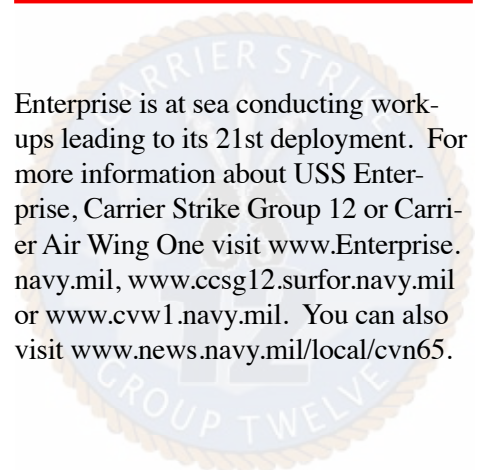 CARRIER STRIKE
Enterprise is at sea conducting work-
ups leading to its 21st deployment.  For
more information about USS Enter-
prise, Carrier Strike Group 12 or Carri-
er Air Wing One visit www.Enterprise.
navy.mil, www.ccsg12.surfor.navy.mil
or www.cvw1.navy.mil.  You can also
visit www.news.navy.mil/local/cvn65.
12
GROUP TWELVE